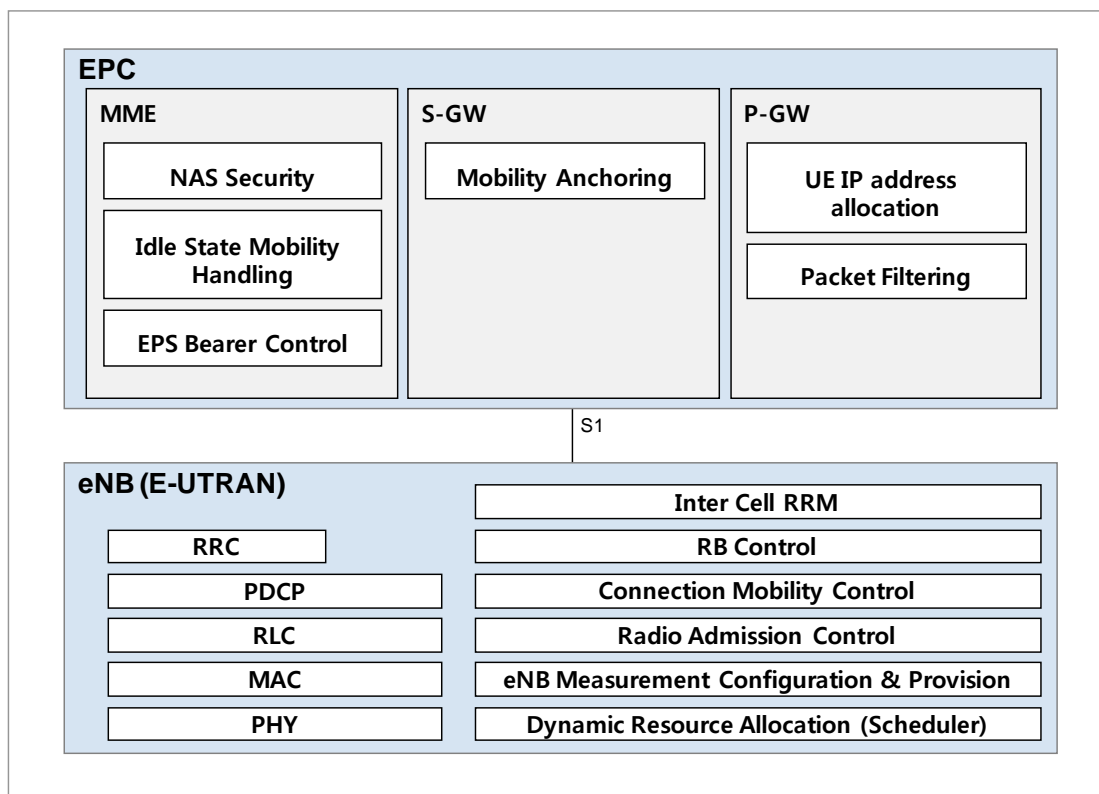 EPC
MME
NAS Security
Idle State Mobility
Handling
EPS Bearer Control
S-GW
Mobility Anchoring
P-GW
UE IP address
allocation
Packet Filtering
S1
eNB (E-UTRAN)
RRC
PDCP
RLC
MAC
PHY
Inter Cell RRM
RB Control
Connection Mobility Control
Radio Admission Control
eNB Measurement Configuration & Provision
Dynamic Resource Allocation (Scheduler)